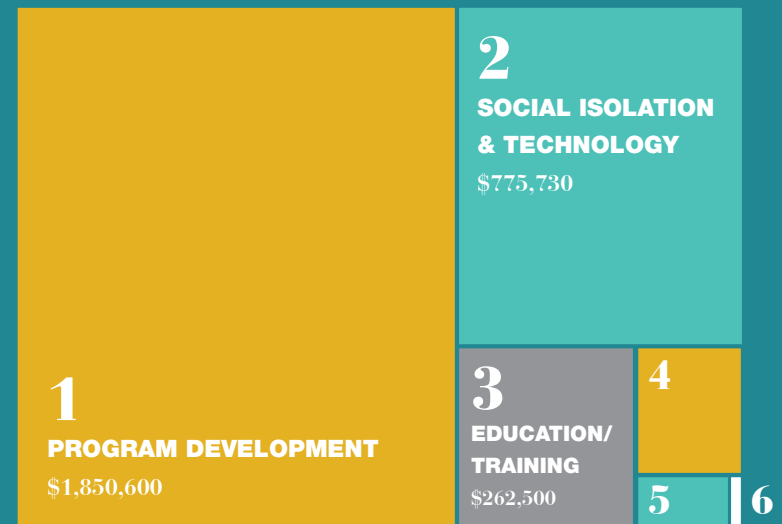 1
PROGRAM DEVELOPMENT
$1,850,600
2
SOCIAL ISOLATION
& TECHNOLOGY
$775,730
3
EDUCATION/
TRAINING
$262,500
4
5
6